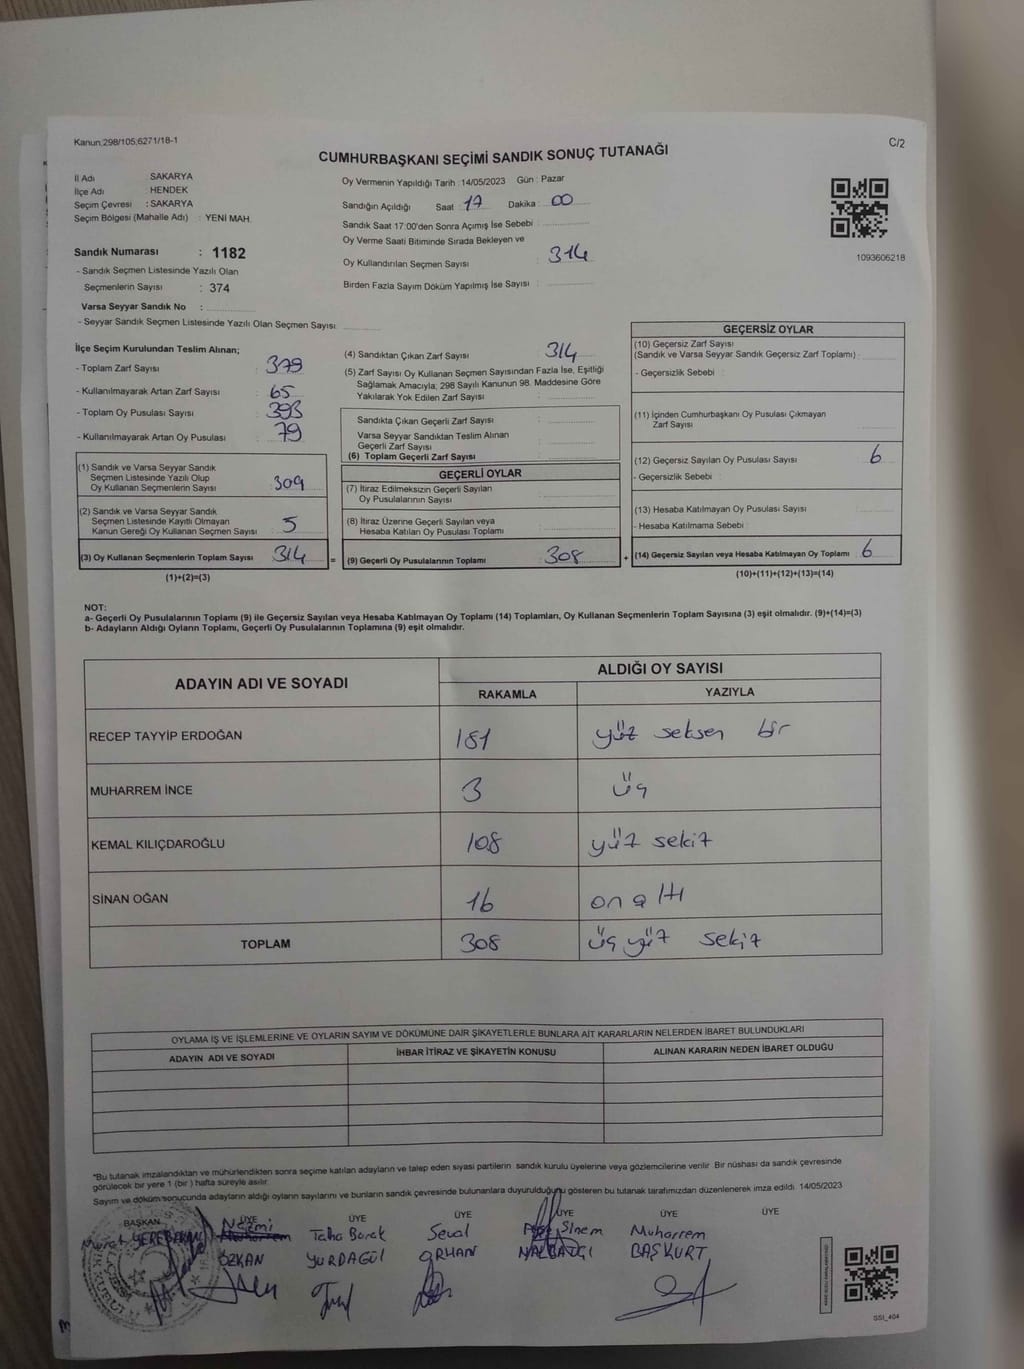 Kanun;298/105;6271/18-1
C/2
CUMHURBAŞKANI SEÇİMİ SANDIK SONUÇ TUTANAĞI
İl Adı : SAKARYA
İlçe Adı : HENDEK
Seçim Çevresi : SAKARYA
Seçim Bölgesi (Mahalle Adı) : YENİ MAH.
Sandık Numarası : 1182
- Sandık Seçmen Listesinde Yazılı Olan
Seçmenlerin Sayısı : 374
Varsa Seyyar Sandık No :
- Seyyar Sandık Seçmen Listesinde Yazılı Olan Seçmen Sayısı:
Oy Vermenin Yapıldığı Tarih :14/05/2023 Gün : Pazar
Sandığın Açıldığı Saat : 17 Dakika : 00
Sandık Saat 17:00'den Sonra Açımış İse Sebebi :
Oy Verme Saati Bitiminde Sırada Bekleyen ve
Oy Kullandırılan Seçmen Sayısı : 314
Birden Fazla Sayım Döküm Yapılmış İse Sayısı :
1093606218
İlçe Seçim Kurulundan Teslim Alınan;
- Toplam Zarf Sayısı : 379
- Kullanılmayarak Artan Zarf Sayısı : 65
- Toplam Oy Pusulası Sayısı : 393
- Kullanılmayarak Artan Oy Pusulası : 79
(1) Sandık ve Varsa Seyyar Sandık
Seçmen Listesinde Yazılı Olup
Oy Kullanan Seçmenlerin Sayısı : 309
(2) Sandık ve Varsa Seyyar Sandık
Seçmen Listesinde Kayıtlı Olmayan
Kanun Gereği Oy Kullanan Seçmen Sayısı : 5
(3) Oy Kullanan Seçmenlerin Toplam Sayısı : 314
(1)+(2)=(3)
(4) Sandıktan Çıkan Zarf Sayısı : 314
(5) Zarf Sayısı Oy Kullanan Seçmen Sayısından Fazla İse, Eşitliği
Sağlamak Amacıyla; 298 Sayılı Kanunun 98. Maddesine Göre
Yakılarak Yok Edilen Zarf Sayısı :
Sandıkta Çıkan Geçerli Zarf Sayısı :
Varsa Seyyar Sandıktan Teslim Alınan
Geçerli Zarf Sayısı :
(6) Toplam Geçerli Zarf Sayısı :
GEÇERLİ OYLAR
(7) İtiraz Edilmeksizin Geçerli Sayılan
Oy Pusulalarının Sayısı :
(8) İtiraz Üzerine Geçerli Sayılan veya
Hesaba Katılan Oy Pusulası Toplamı :
= (9) Geçerli Oy Pusulalarının Toplamı : 308
GEÇERSİZ OYLAR
(10) Geçersiz Zarf Sayısı
(Sandık ve Varsa Seyyar Sandık Geçersiz Zarf Toplamı) :
- Geçersizlik Sebebi :
(11) İçinden Cumhurbaşkanı Oy Pusulası Çıkmayan
Zarf Sayısı :
(12) Geçersiz Sayılan Oy Pusulası Sayısı : 6
- Geçersizlik Sebebi :
(13) Hesaba Katılmayan Oy Pusulası Sayısı :
- Hesaba Katılmama Sebebi :
+ (14) Geçersiz Sayılan veya Hesaba Katılmayan Oy Toplamı : 6
(10)+(11)+(12)+(13)=(14)
NOT:
a- Geçerli Oy Pusulalarının Toplamı (9) ile Geçersiz Sayılan veya Hesaba Katılmayan Oy Toplamı (14) Toplamları, Oy Kullanan Seçmenlerin Toplam Sayısına (3) eşit olmalıdır. (9)+(14)=(3)
b- Adayların Aldığı Oyların Toplamı, Geçerli Oy Pusulalarının Toplamına (9) eşit olmalıdır.
ADAYIN ADI VE SOYADI
ALDIĞI OY SAYISI
RAKAMLA YAZIYLA
RECEP TAYYİP ERDOĞAN 181 yüz seksen bir
MUHARREM İNCE 3 üç
KEMAL KILIÇDAROĞLU 108 yüz sekiz
SİNAN OĞAN 16 on altı
TOPLAM 308 üç yüz sekiz
OYLAMA İŞ VE İŞLEMLERİNE VE OYLARIN SAYIM VE DÖKÜMÜNE DAİR ŞİKAYETLERLE BUNLARA AİT KARARLARIN NELERDEN İBARET BULUNDUKLARI
ADAYIN ADI VE SOYADI İHBAR İTİRAZ VE ŞİKAYETİN KONUSU ALINAN KARARIN NEDEN İBARET OLDUĞU
*Bu tutanak imzalandıktan ve mühürlendikten sonra seçime katılan adayların ve talep eden siyasi partilerin sandık kurulu üyelerine veya gözlemcilerine verilir. Bir nüshası da sandık çevresinde
görülecek bir yere 1 (bir) hafta süreyle asılır.
Sayım ve döküm sonucunda adayların aldığı oyların sayılarını ve bunların sandık çevresinde bulunanlara duyurulduğunu gösteren bu tutanak tarafımızdan düzenlenerek imza edildi. 14/05/2023
BAŞKAN ÜYE ÜYE ÜYE ÜYE ÜYE ÜYE
Taha Burak Seval Sinem Muharrem
ÖZKAN YURDAGÜL ORHAN NALBATÇI BAŞKURT
SSI_404